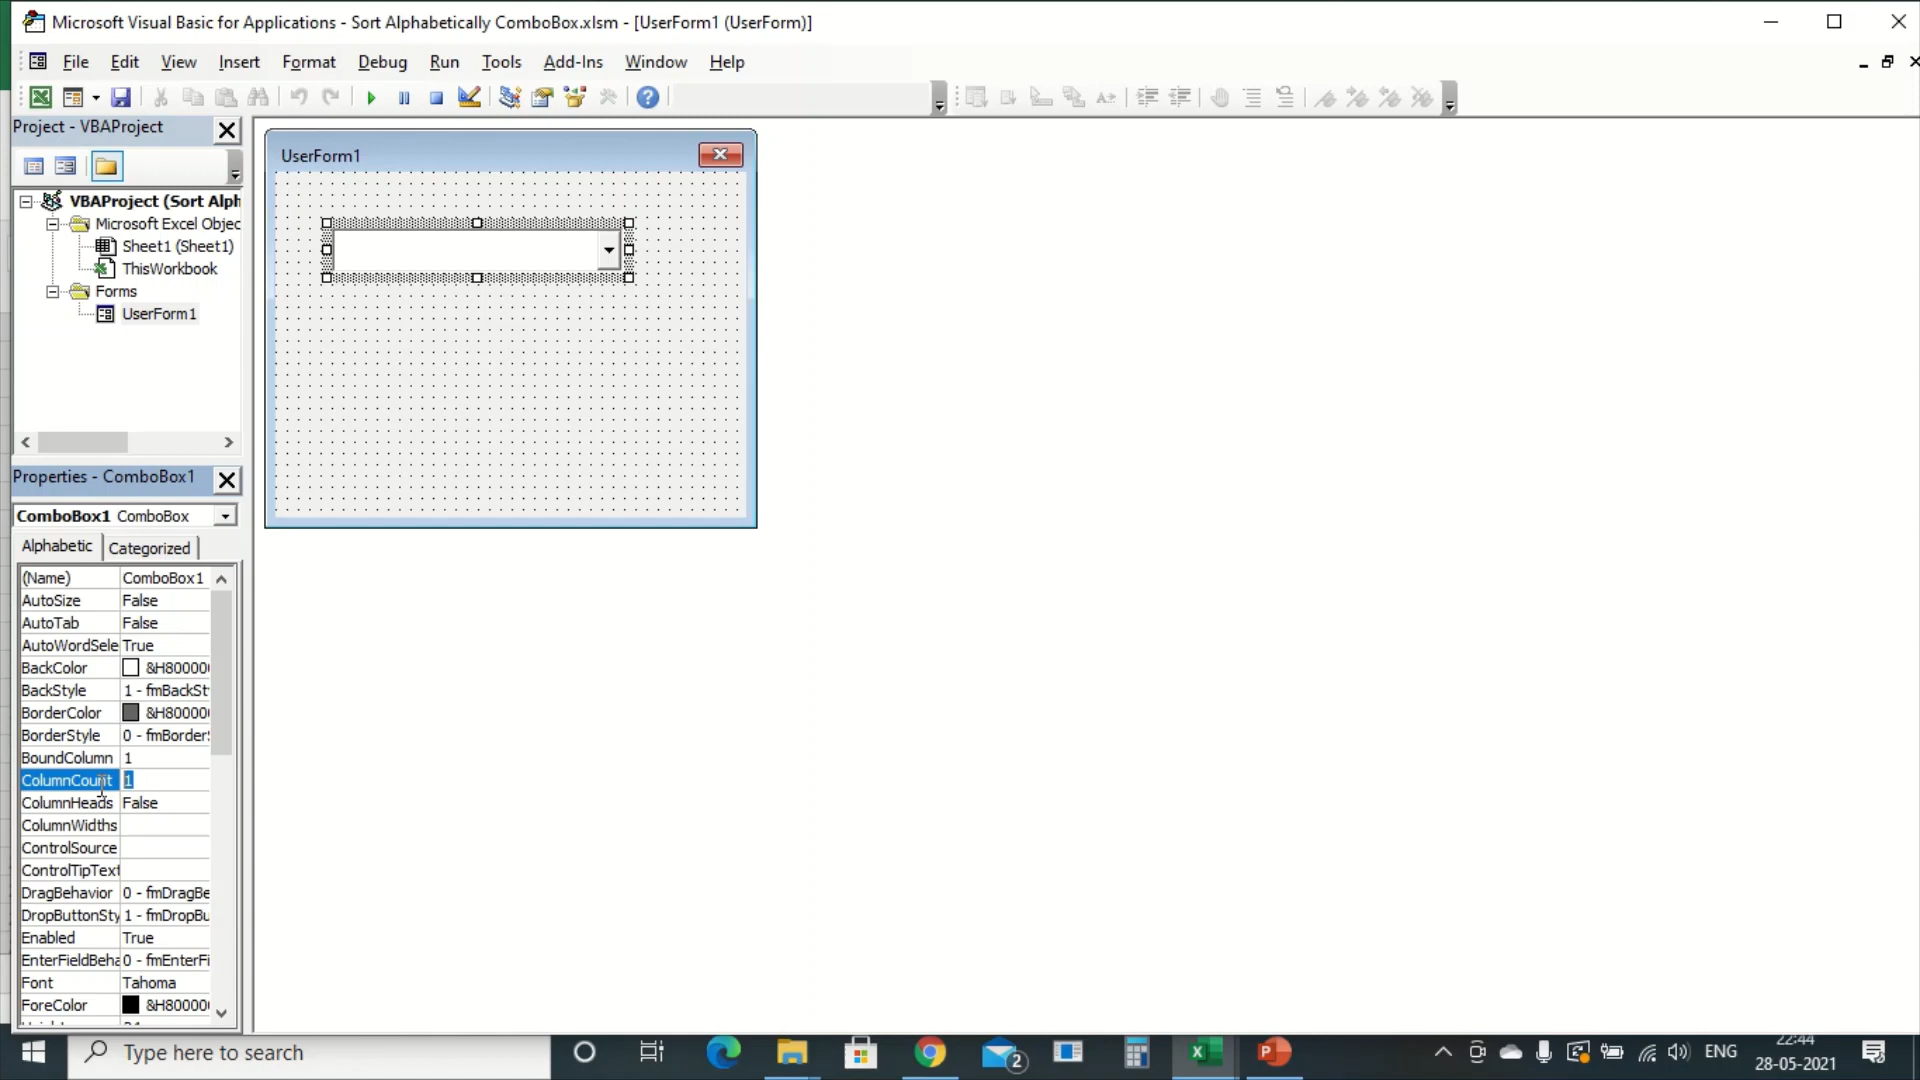 Microsoft Visual Basic for Applications - Sort Alphabetically ComboBox.xlsm - [UserForm1 (UserForm)]
File Edit View Insert Format Debug Run Tools Add-Ins Window Help
Project - VBAProject
UserForm1
VBAProject (Sort Alph
Microsoft Excel Objec
Sheet1 (Sheet1)
ThisWorkbook
Forms
UserForm1
Properties - ComboBox1
ComboBox1 ComboBox
Alphabetic Categorized
(Name) ComboBox1
AutoSize False
AutoTab False
AutoWordSele True
BackColor &H80000
BackStyle 1 - fmBackSt
BorderColor &H80000
BorderStyle 0 - fmBorder
BoundColumn 1
ColumnCount 1
ColumnHeads False
ColumnWidths
ControlSource
ControlTipText
DragBehavior 0 - fmDragBe
DropButtonSty 1 - fmDropBu
Enabled True
EnterFieldBeha 0 - fmEnterFi
Font Tahoma
ForeColor &H80000
Type here to search
2
ENG
22:44
28-05-2021